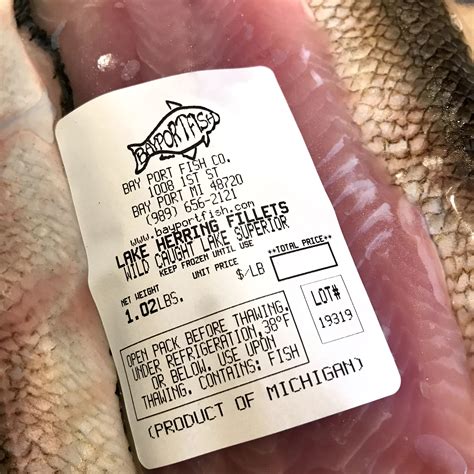 BAYPORTFISH
BAY PORT FISH CO.
1008 1ST ST
BAY PORT MI 48720
(989) 656-2121
www.bayportfish.com
LAKE HERRING FILLETS
WILD CAUGHT LAKE SUPERIOR
KEEP FROZEN UNTIL USE
NET WEIGHT UNIT PRICE **TOTAL PRICE**
1.02LBS. $/LB
OPEN PACK BEFORE THAWING.
UNDER REFRIGERATION,38°F
OR BELOW. USE UPON
THAWING. CONTAINS: FISH
LOT#
19319
(PRODUCT OF MICHIGAN)